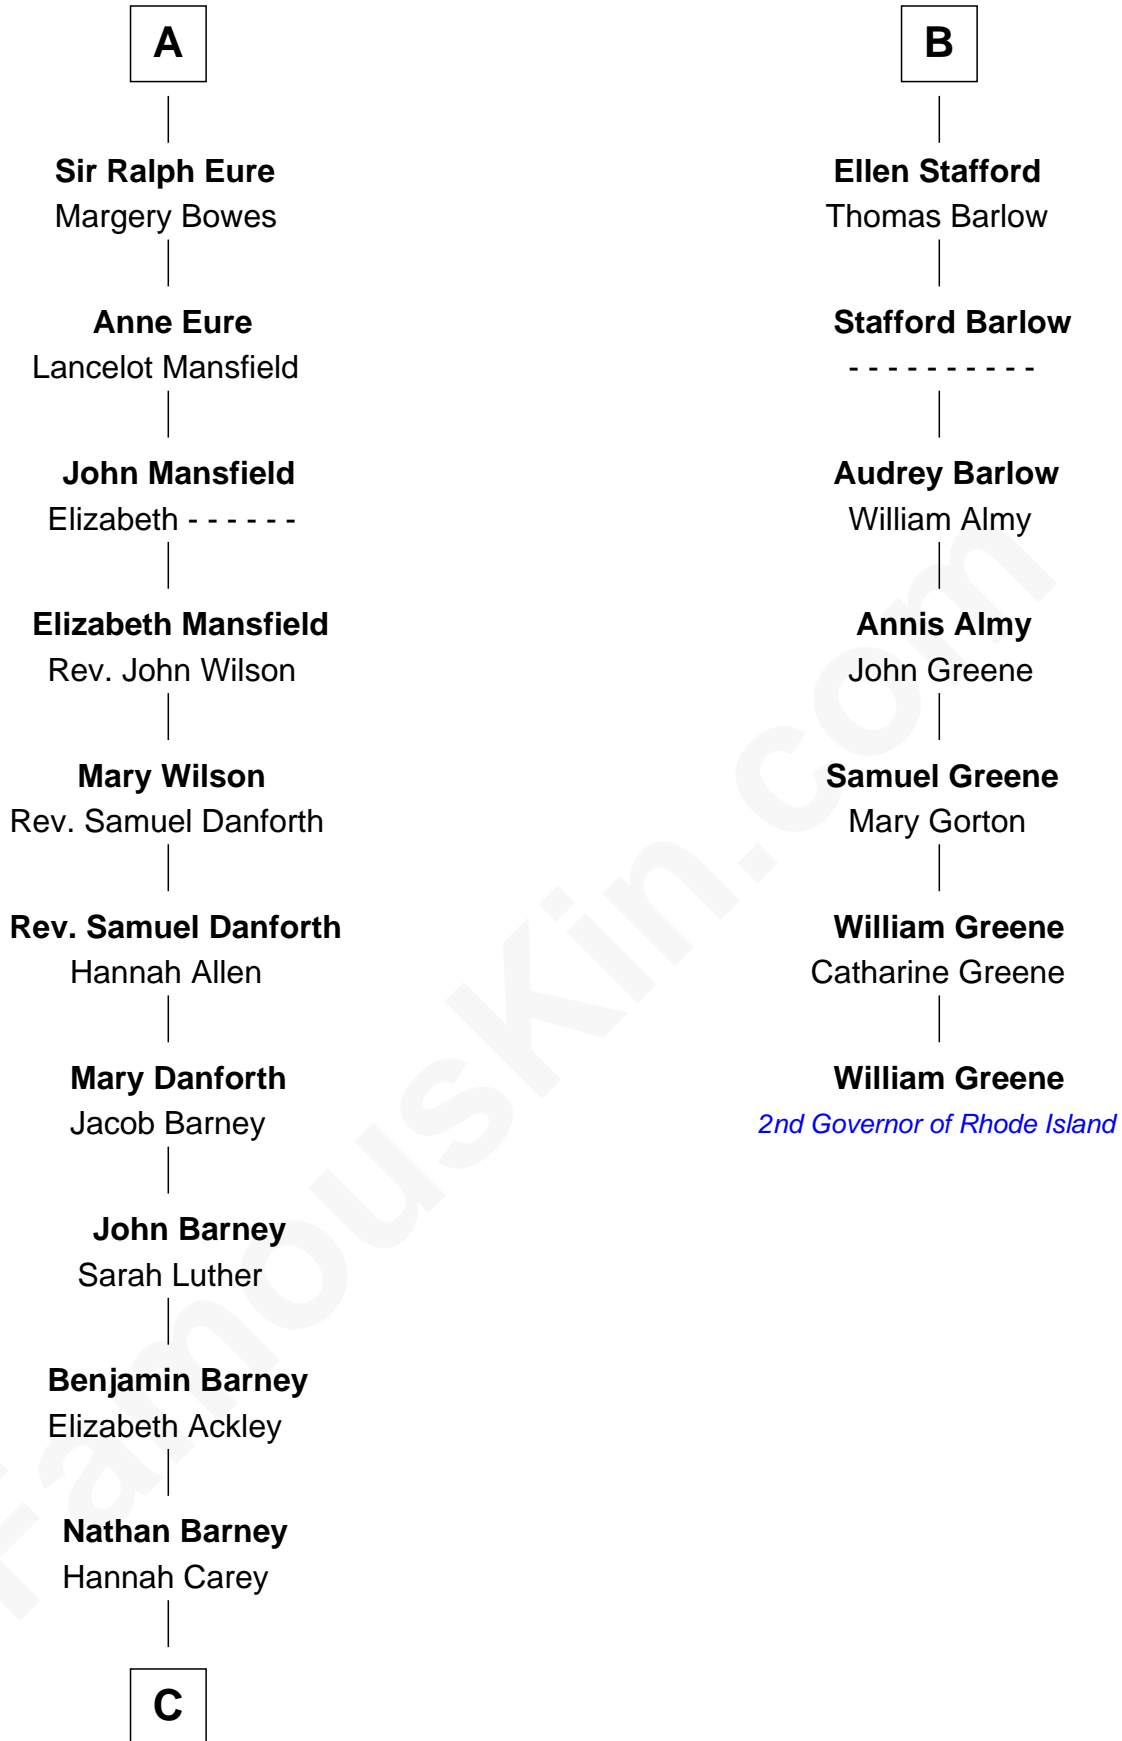 A
Sir Ralph Eure
Margery Bowes
Anne Eure
Lancelot Mansfield
John Mansfield
Elizabeth - - - - - -
Elizabeth Mansfield
Rev. John Wilson
Mary Wilson
Rev. Samuel Danforth
Rev. Samuel Danforth
Hannah Allen
Mary Danforth
Jacob Barney
John Barney
Sarah Luther
Benjamin Barney
Elizabeth Ackley
Nathan Barney
Hannah Carey
C
B
Ellen Stafford
Thomas Barlow
Stafford Barlow
- - - - - - - - - -
Audrey Barlow
William Almy
Annis Almy
John Greene
Samuel Greene
Mary Gorton
William Greene
Catharine Greene
William Greene
2nd Governor of Rhode Island
FamousKin.com